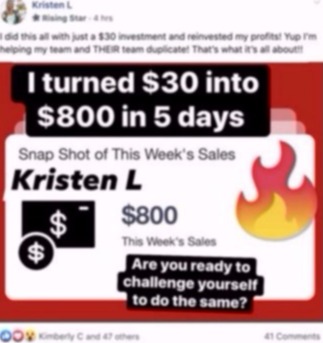 Kristen L
Rising Star · 4 hrs
I did this all with just a $30 investment and reinvested my profits! Yup I'm
helping my team and THEIR team duplicate! That's what it's all about!!
I turned $30 into
$800 in 5 days
Snap Shot of This Week's Sales
Kristen L
$
$
$800
This Week's Sales
Are you ready to
challenge yourself
to do the same?
Kimberly C and 47 others
41 Comments